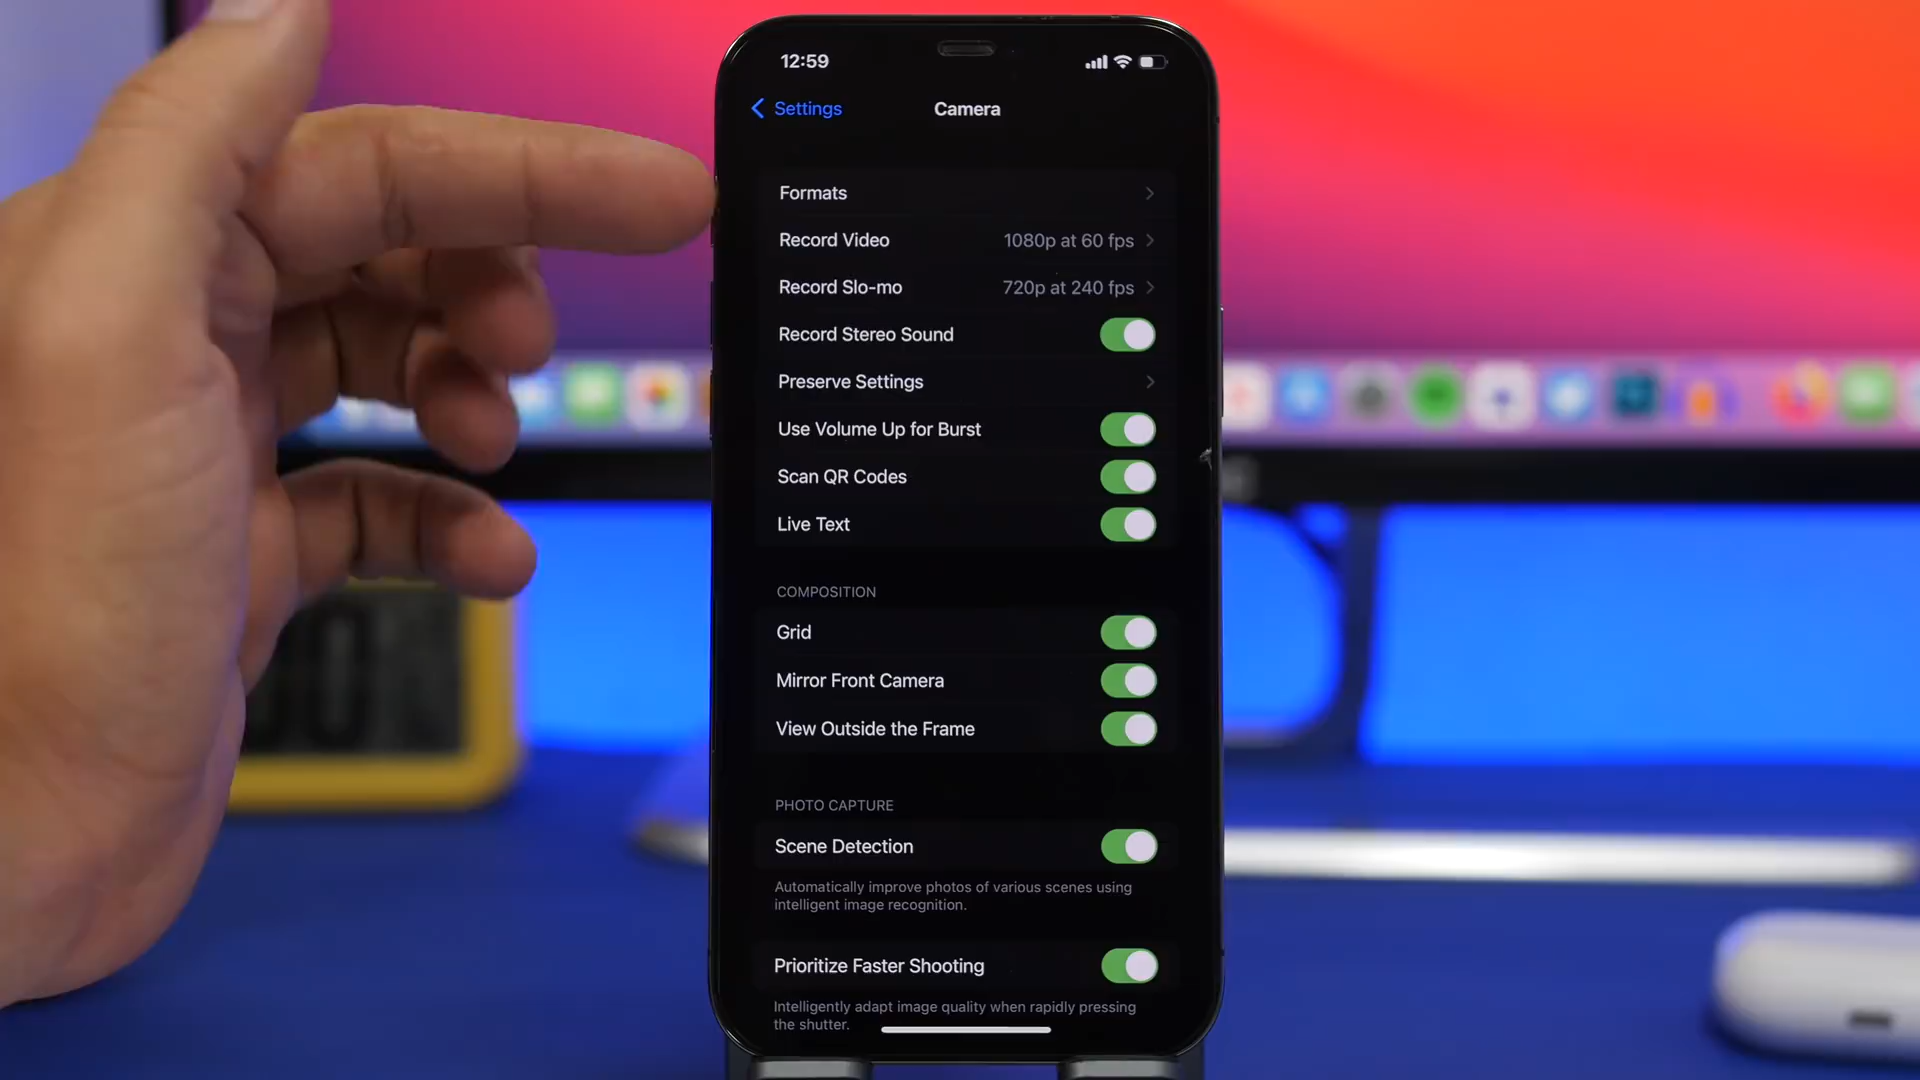 12:59
Settings
Camera
Formats
Record Video 1080p at 60 fps
Record Slo-mo 720p at 240 fps
Record Stereo Sound
Preserve Settings
Use Volume Up for Burst
Scan QR Codes
Live Text
COMPOSITION
Grid
Mirror Front Camera
View Outside the Frame
PHOTO CAPTURE
Scene Detection
Automatically improve photos of various scenes using
intelligent image recognition.
Prioritize Faster Shooting
Intelligently adapt image quality when rapidly pressing
the shutter.